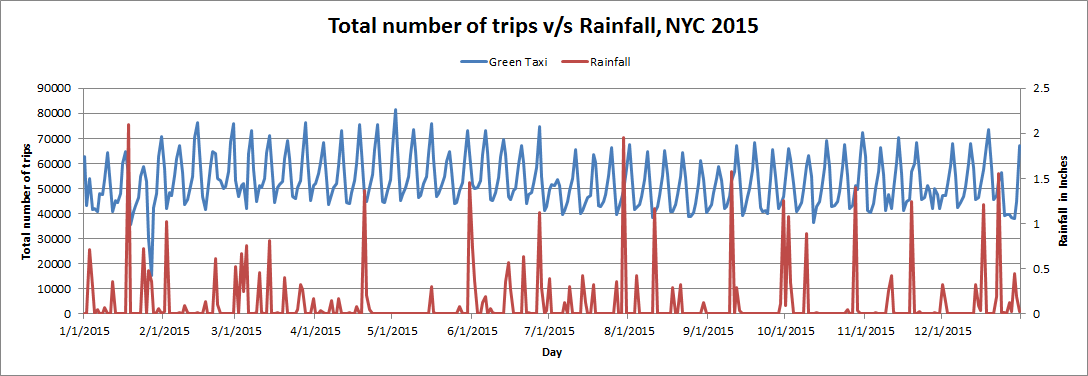 Total number of trips v/s Rainfall, NYC 2015
Green Taxi Rainfall
Total number of trips
90000
80000
70000
60000
50000
40000
30000
20000
10000
0
2.5
2
1.5
1
0.5
0
Rainfall in Inches
1/1/2015 2/1/2015 3/1/2015 4/1/2015 5/1/2015 6/1/2015 7/1/2015 8/1/2015 9/1/2015 10/1/2015 11/1/2015 12/1/2015
Day